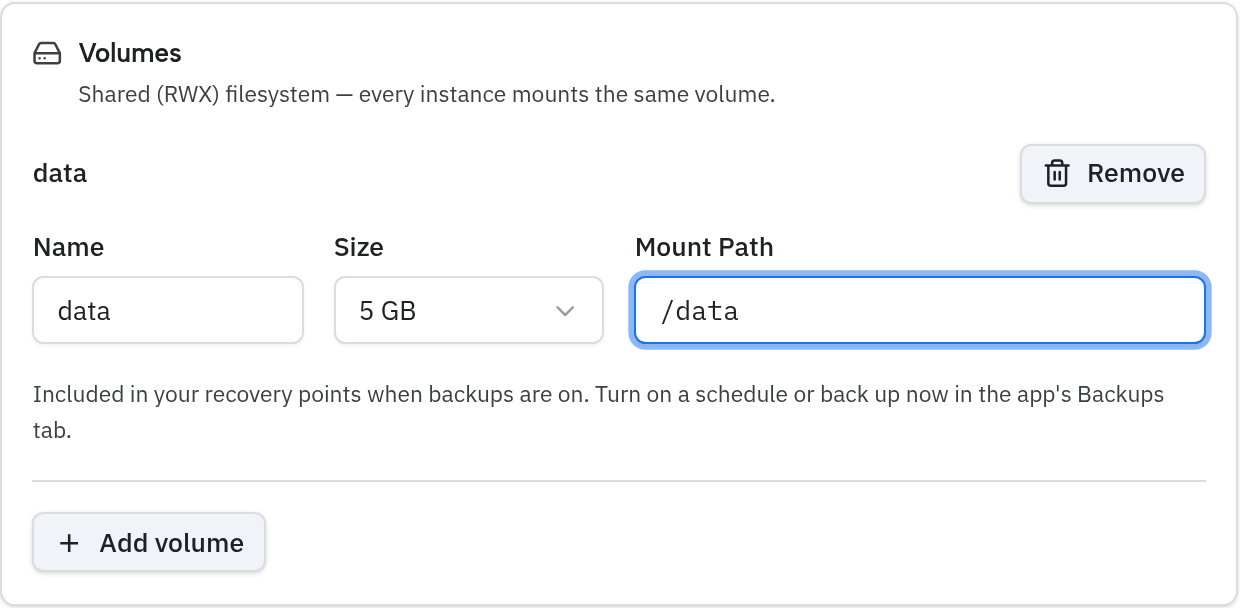 Volumes
Shared (RWX) filesystem — every instance mounts the same volume.
data
Remove
Name
Size
Mount Path
data
5 GB
/data
Included in your recovery points when backups are on. Turn on a schedule or back up now in the app's Backups
tab.
+ Add volume